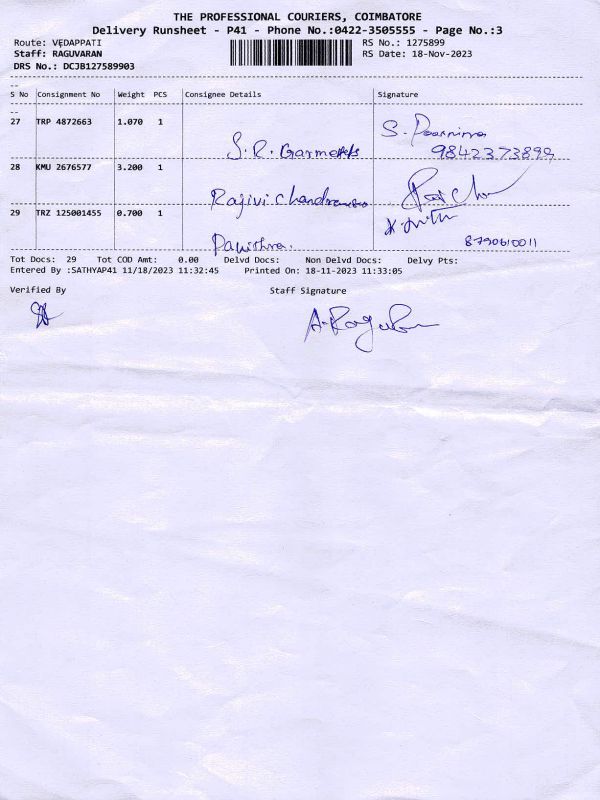 THE PROFESSIONAL COURIERS, COIMBATORE
Delivery Runsheet - P41 - Phone No.:0422-3505555 - Page No.:3
Route: VEDAPPATI RS No.: 1275899
Staff: RAGUVARAN RS Date: 18-Nov-2023
DRS No.: DCJB127589903
S No Consignment No Weight PCS Consignee Details Signature
27 TRP 4872663 1.070 1 S.R. Garments S. Poornima
9842373899
28 KMU 2676577 3.200 1 Rajivi Chandran
29 TRZ 125001455 0.700 1 Pavithra. 8790610011
Tot Docs: 29 Tot COD Amt: 0.00 Delvd Docs: Non Delvd Docs: Delvy Pts:
Entered By :SATHYAP41 11/18/2023 11:32:45 Printed On: 18-11-2023 11:33:05
Verified By Staff Signature